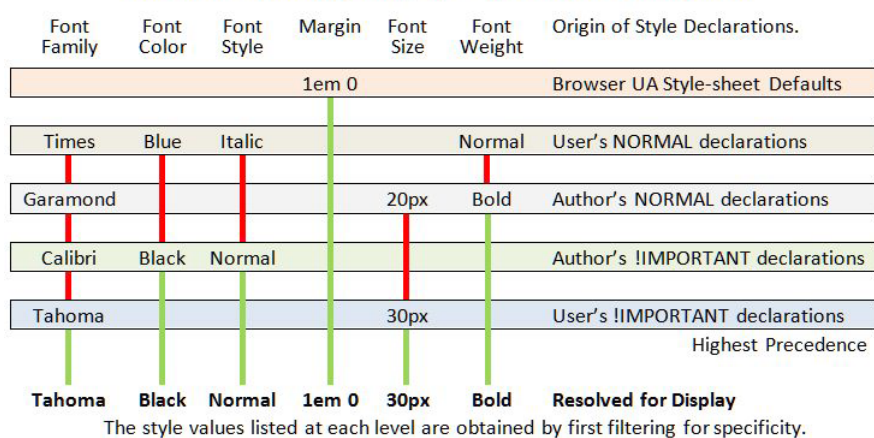 Font Font Font Margin Font Font Origin of Style Declarations.
Family Color Style Size Weight
1em 0 Browser UA Style-sheet Defaults
Times Blue Italic Normal User's NORMAL declarations
Garamond 20px Bold Author's NORMAL declarations
Calibri Black Normal Author's !IMPORTANT declarations
Tahoma 30px User's !IMPORTANT declarations
Highest Precedence
Tahoma Black Normal 1em 0 30px Bold Resolved for Display
The style values listed at each level are obtained by first filtering for specificity.